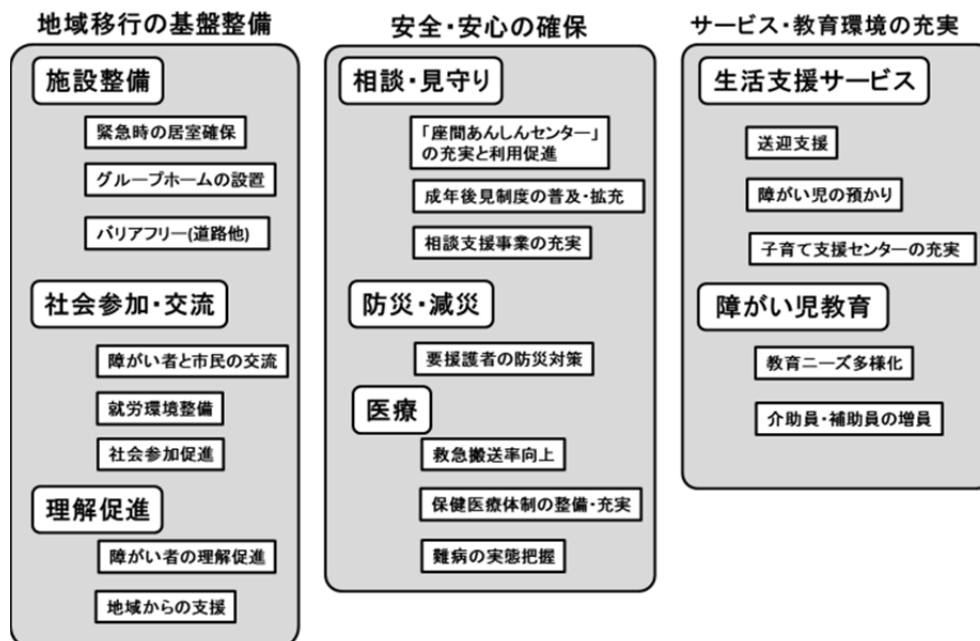 地域移行の基盤整備
施設整備
緊急時の居室確保
グループホームの設置
バリアフリー(道路他)
社会参加・交流
障がい者と市民の交流
就労環境整備
社会参加促進
理解促進
障がい者の理解促進
地域からの支援
安全・安心の確保
相談・見守り
「座間あんしんセンター」
の充実と利用促進
成年後見制度の普及・拡充
相談支援事業の充実
防災・減災
要援護者の防災対策
医療
救急搬送率向上
保健医療体制の整備・充実
難病の実態把握
サービス・教育環境の充実
生活支援サービス
送迎支援
障がい児の預かり
子育て支援センターの充実
障がい児教育
教育ニーズ多様化
介助員・補助員の増員